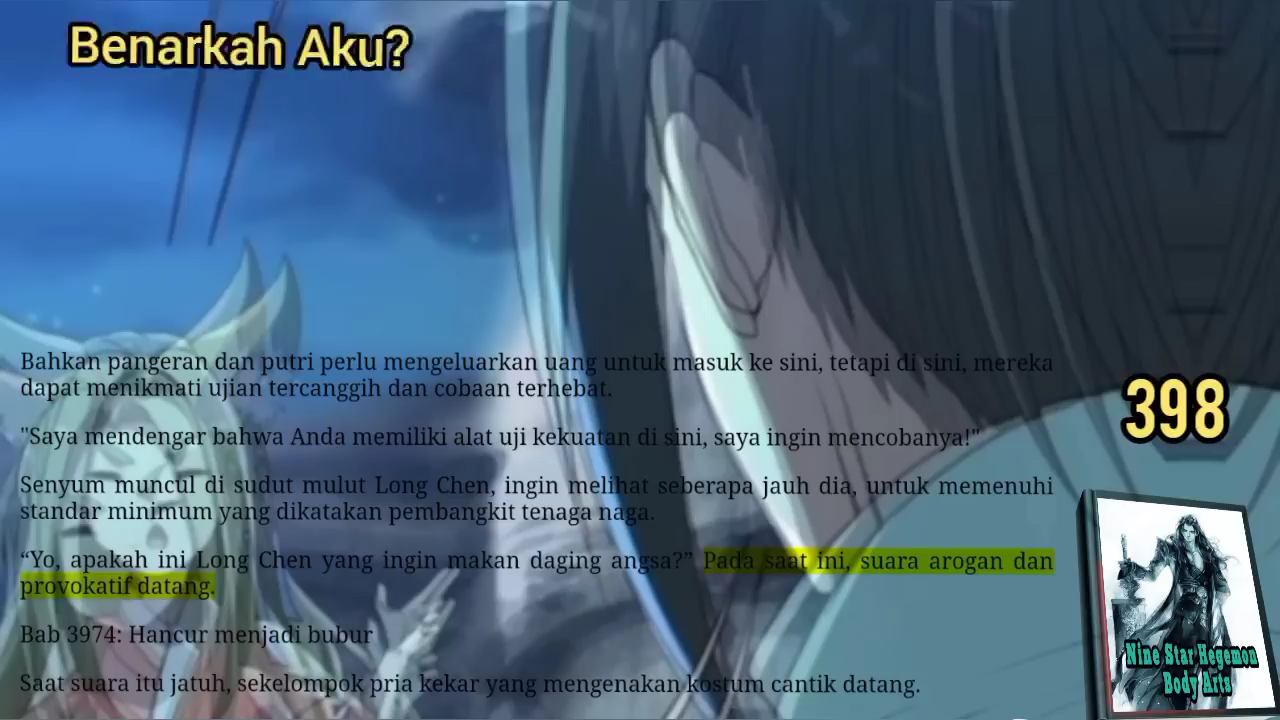 Benarkah Aku?
Bahkan pangeran dan putri perlu mengeluarkan uang untuk masuk ke sini, tetapi di sini, mereka
dapat menikmati ujian tercanggih dan cobaan terhebat.
"Saya mendengar bahwa Anda memiliki alat uji kekuatan di sini, saya ingin mencobanya!"
Senyum muncul di sudut mulut Long Chen, ingin melihat seberapa jauh dia, untuk memenuhi
standar minimum yang dikatakan pembangkit tenaga naga.
“Yo, apakah ini Long Chen yang ingin makan daging angsa?” Pada saat ini, suara arogan dan
provokatif datang.
Bab 3974: Hancur menjadi bubur
Saat suara itu jatuh, sekelompok pria kekar yang mengenakan kostum cantik datang.
398
Nine Star Hegemon
Body Arts